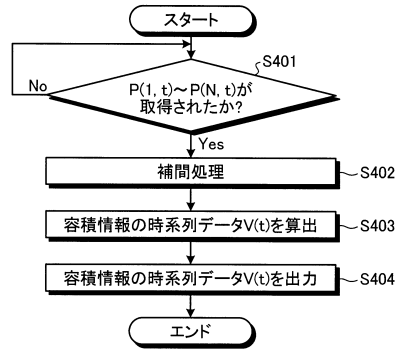 スタート
S401
No
P(1, t)~P(N, t)が
取得されたか?
Yes
補間処理
S402
容積情報の時系列データV(t)を算出
S403
容積情報の時系列データV(t)を出力
S404
エンド